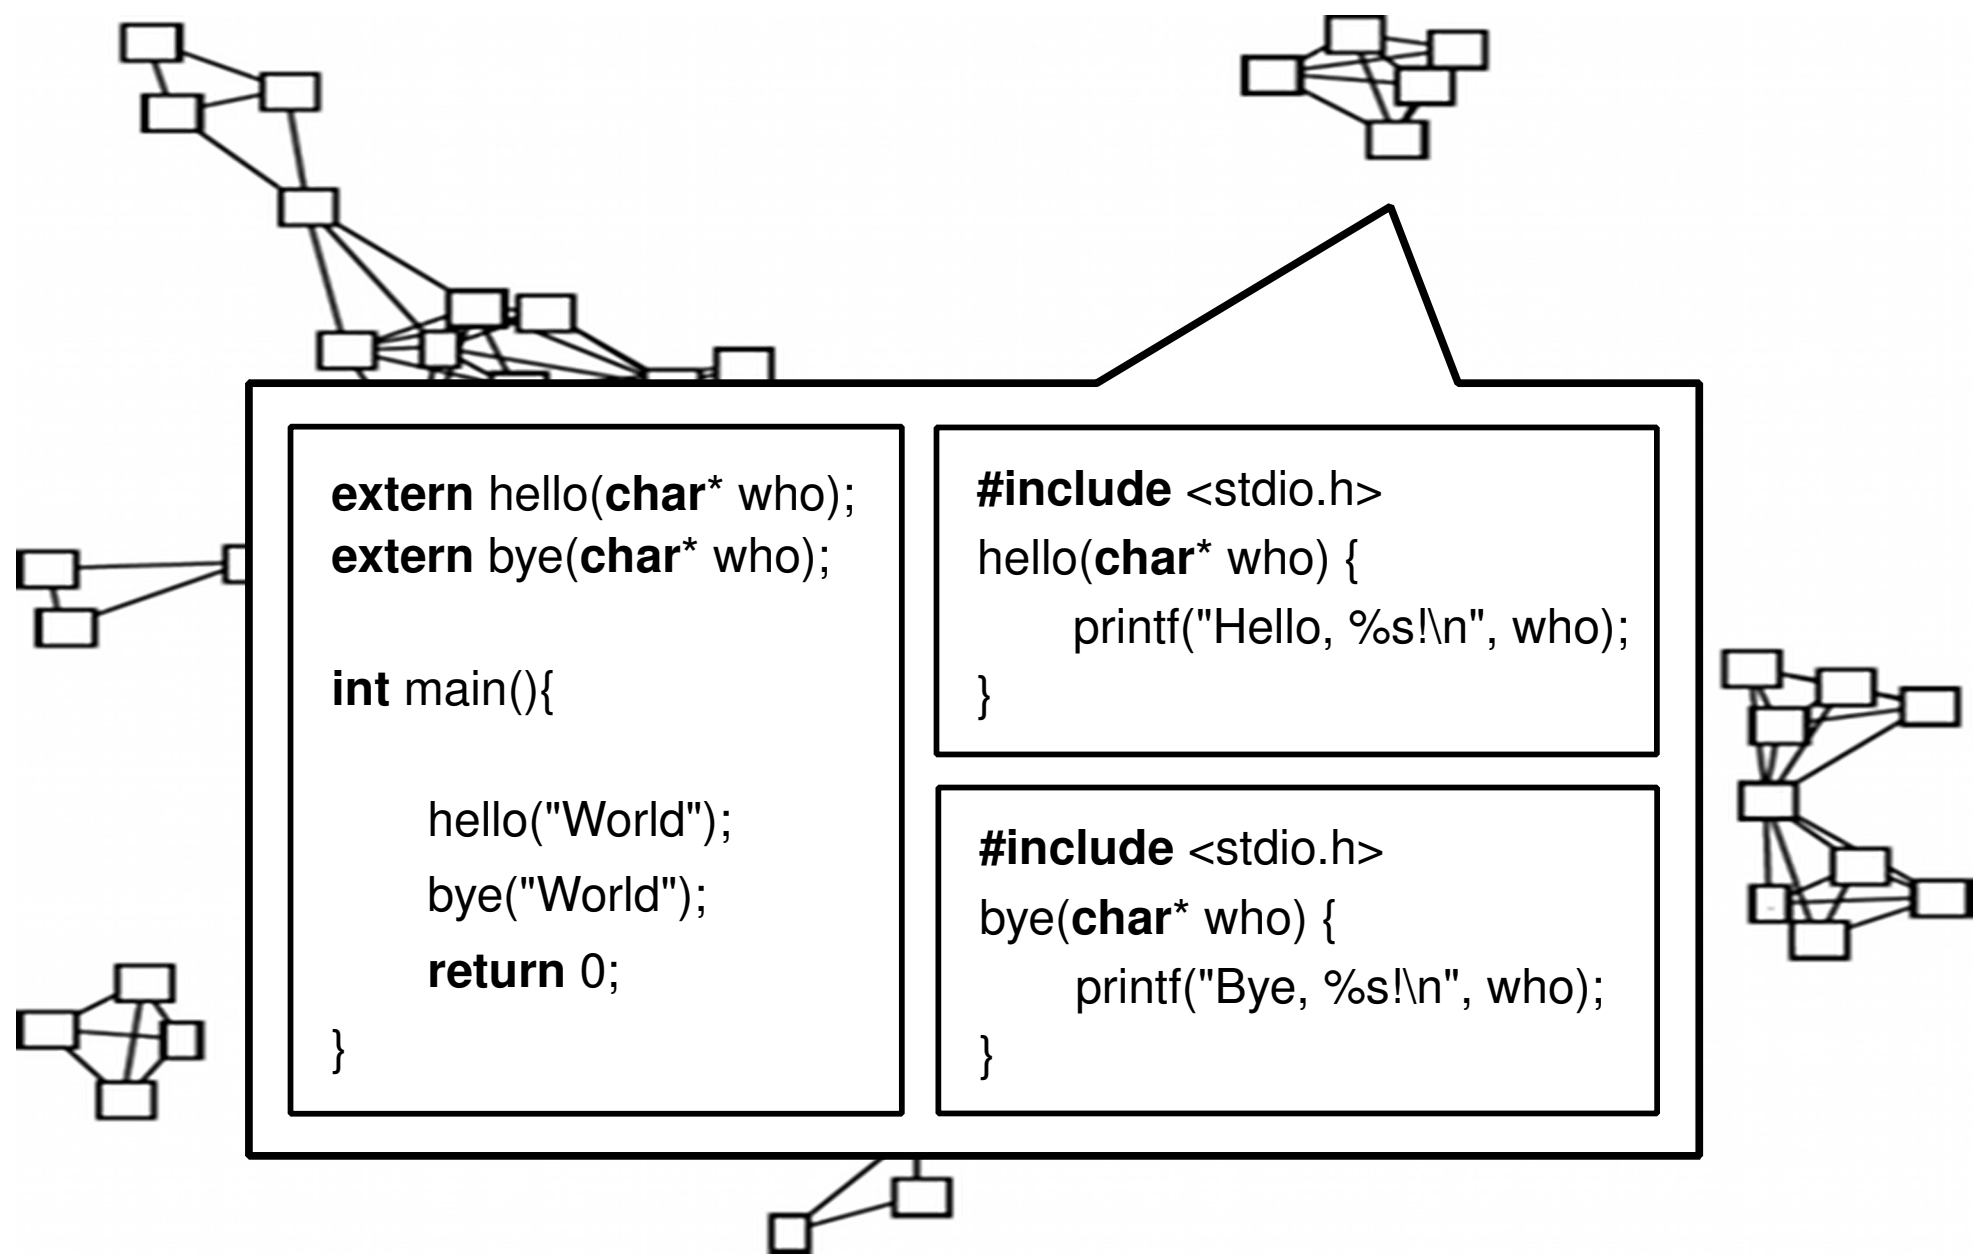 extern hello(char* who);
extern bye(char* who);
int main(){
hello("World");
bye("World");
return 0;
}
#include <stdio.h>
hello(char* who) {
printf("Hello, %s!\n", who);
}
#include <stdio.h>
bye(char* who) {
printf("Bye, %s!\n", who);
}